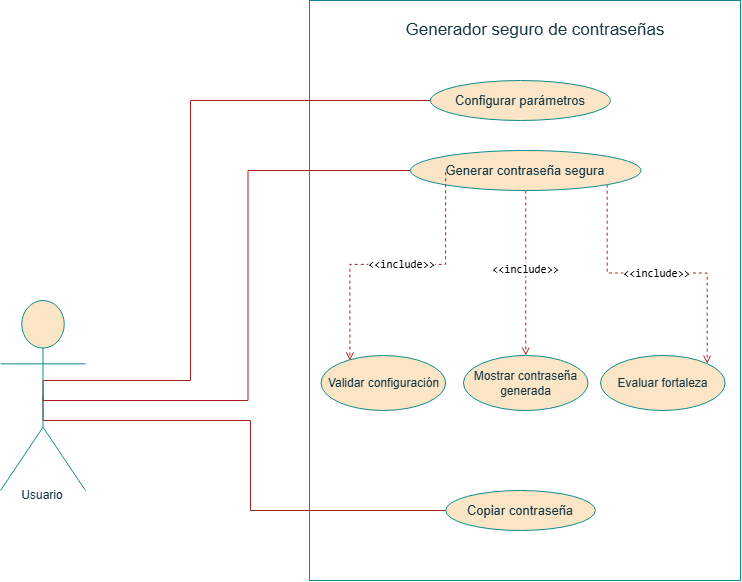 Generador seguro de contraseñas
Configurar parámetros
Generar contraseña segura
<<include>>
<<include>>
<<include>>
Validar configuración
Mostrar contraseña
generada
Evaluar fortaleza
Usuario
Copiar contraseña